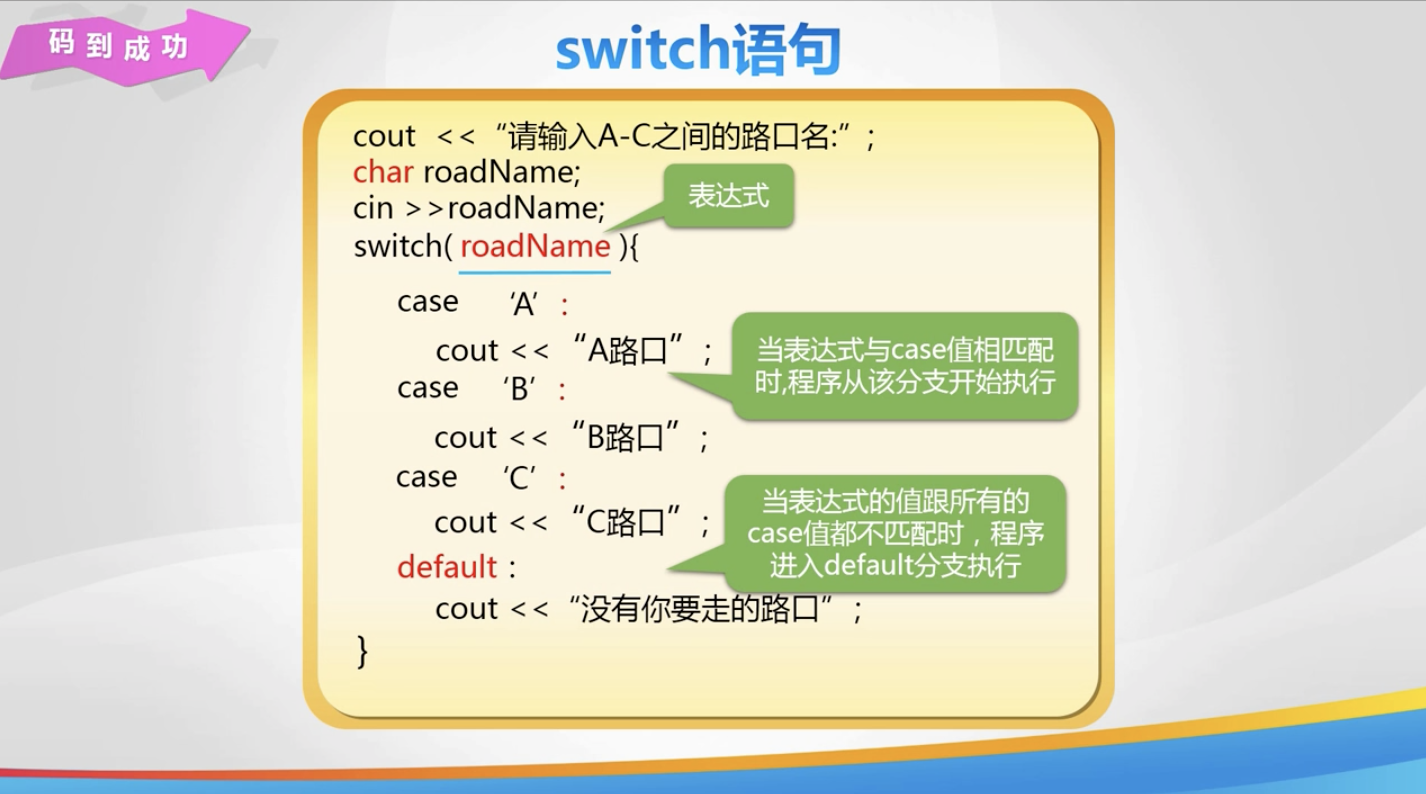 码到成功
switch语句
cout << “请输入A-C之间的路口名:” ;
char roadName;
cin >>roadName;
表达式
switch( roadName ){
case ‘A’ :
cout << “A路口” ;
当表达式与case值相匹配
时,程序从该分支开始执行
case ‘B’ :
cout << “B路口” ;
case ‘C’ :
cout << “C路口” ;
当表达式的值跟所有的
case值都不匹配时，程序
进入default分支执行
default :
cout << “没有你要走的路口” ;
}